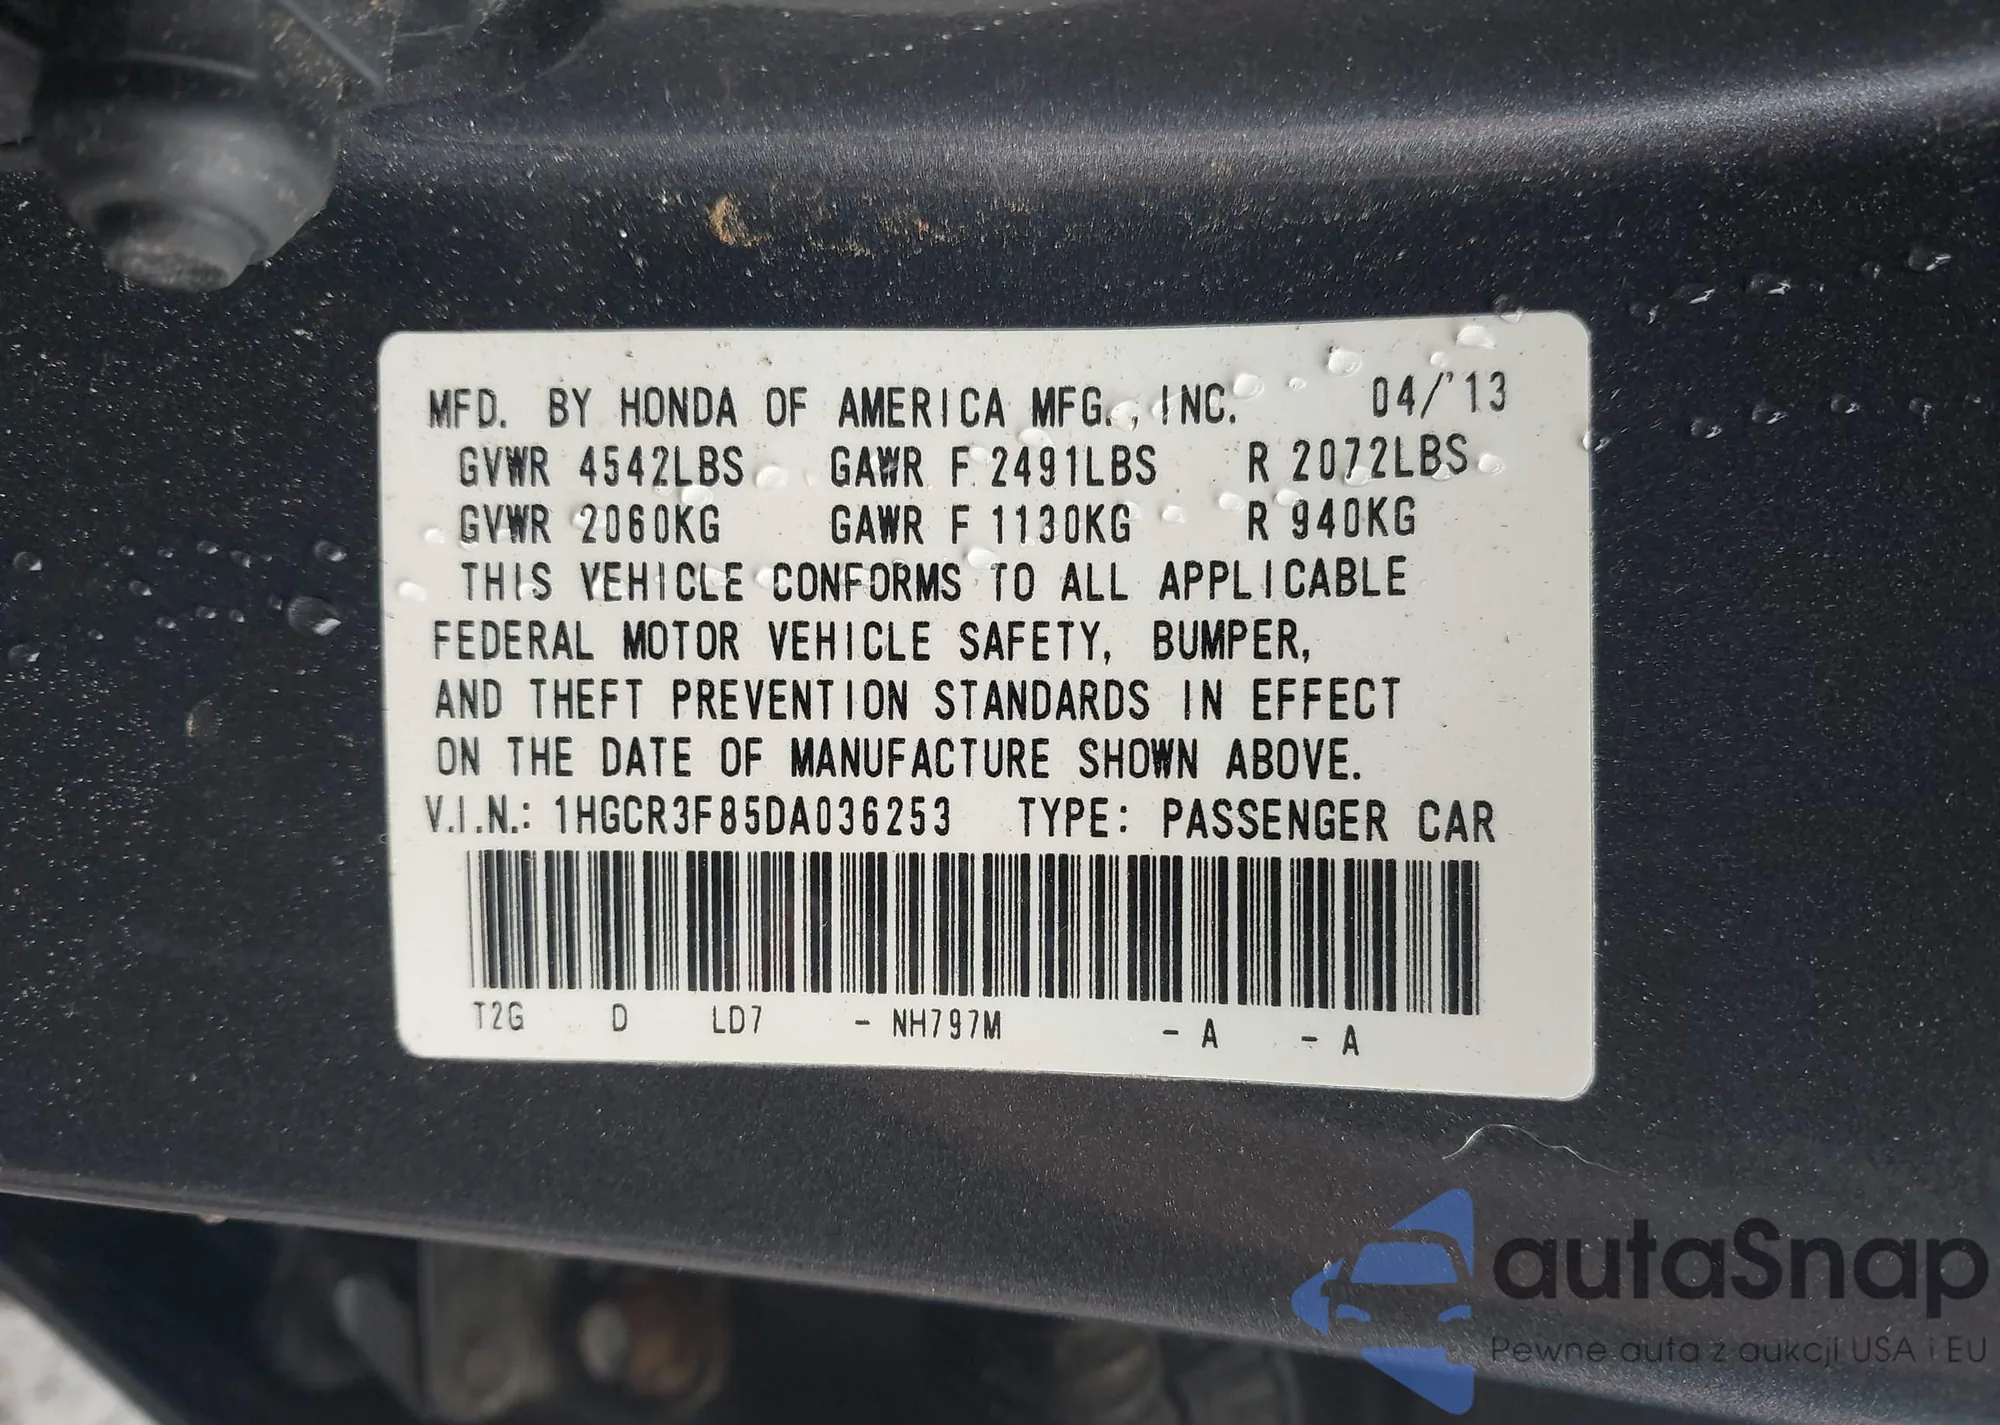 MFD. BY HONDA OF AMERICA MFG., INC. 04/'13
GVWR 4542LBS GAWR F 2491LBS R 2072LBS
GVWR 2060KG GAWR F 1130KG R 940KG
THIS VEHICLE CONFORMS TO ALL APPLICABLE
FEDERAL MOTOR VEHICLE SAFETY, BUMPER,
AND THEFT PREVENTION STANDARDS IN EFFECT
ON THE DATE OF MANUFACTURE SHOWN ABOVE.
V.I.N.: 1HGCR3F85DA036253 TYPE: PASSENGER CAR
T2G D LD7 - NH797M - A - A
autaSnap
Pewne auta z aukcji USA i EU